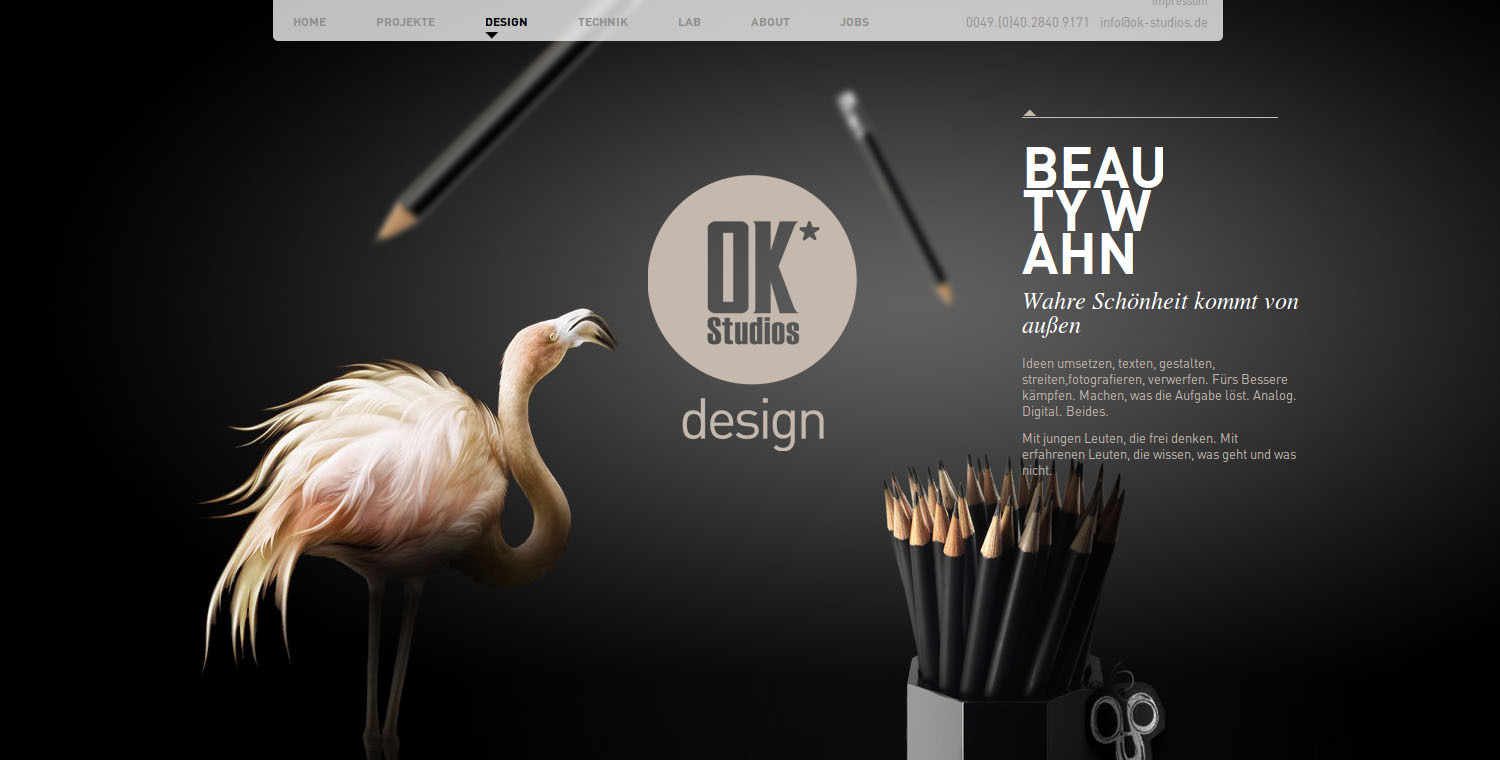 Impressum
HOME PROJEKTE DESIGN TECHNIK LAB ABOUT JOBS 0049.(0)40.2840 9171 info@ok-studios.de
OK*
Studios
design
BEAU
TY W
AHN
Wahre Schönheit kommt von
außen
Ideen umsetzen, texten, gestalten,
streiten,fotografieren, verwerfen. Fürs Bessere
kämpfen. Machen, was die Aufgabe löst. Analog.
Digital. Beides.
Mit jungen Leuten, die frei denken. Mit
erfahrenen Leuten, die wissen, was geht und was
nicht.